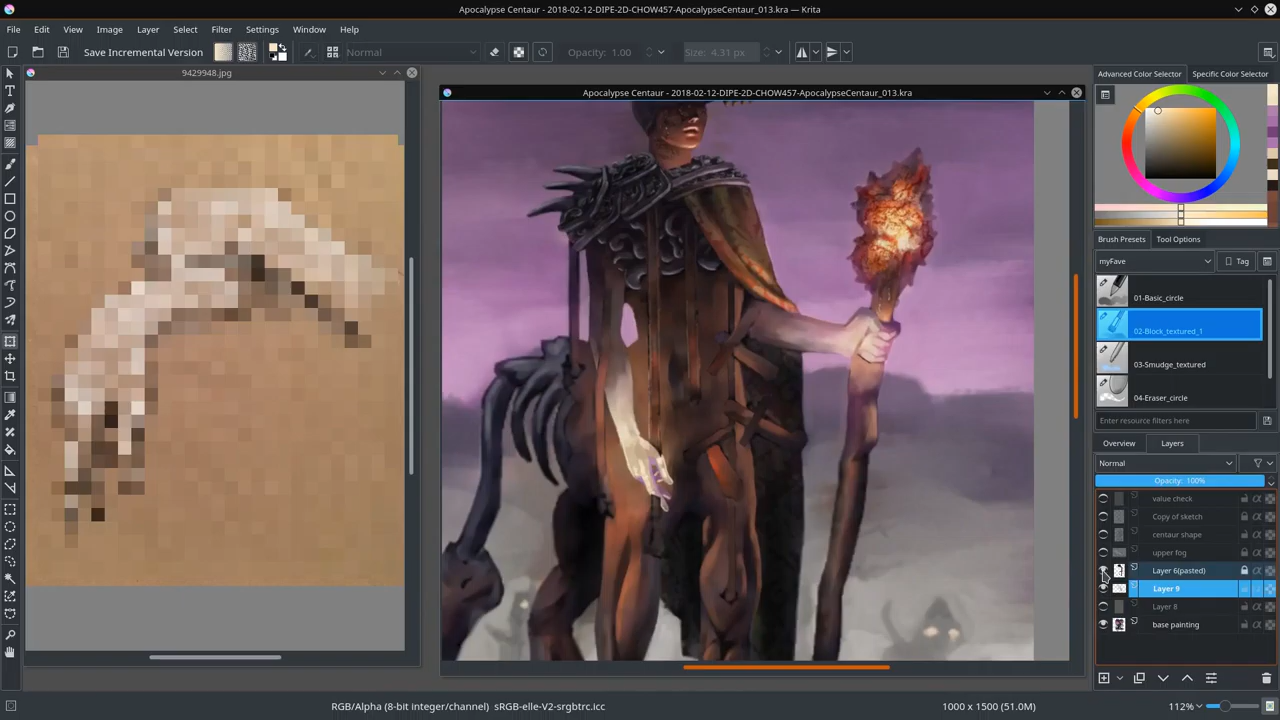 Apocalypse Centaur - 2018-02-12-DIPE-2D-CHOW457-ApocalypseCentaur_013.kra — Krita
File Edit View Image Layer Select Filter Settings Window Help
Save Incremental Version Normal Opacity: 1.00 Size: 4.31 px
9429948.jpg
Apocalypse Centaur - 2018-02-12-DIPE-2D-CHOW457-ApocalypseCentaur_013.kra
Advanced Color Selector Specific Color Selector
Brush Presets Tool Options
myFave Tag
01-Basic_circle
02-Block_textured_1
03-Smudge_textured
04-Eraser_circle
Enter resource filters here
Overview Layers
Normal
Opacity: 100%
value check
Copy of sketch
centaur shape
upper fog
Layer 6(pasted)
Layer 9
Layer 8
base painting
RGB/Alpha (8-bit integer/channel) sRGB-elle-V2-srgbtrc.icc 1000 x 1500 (51.0M) 112%